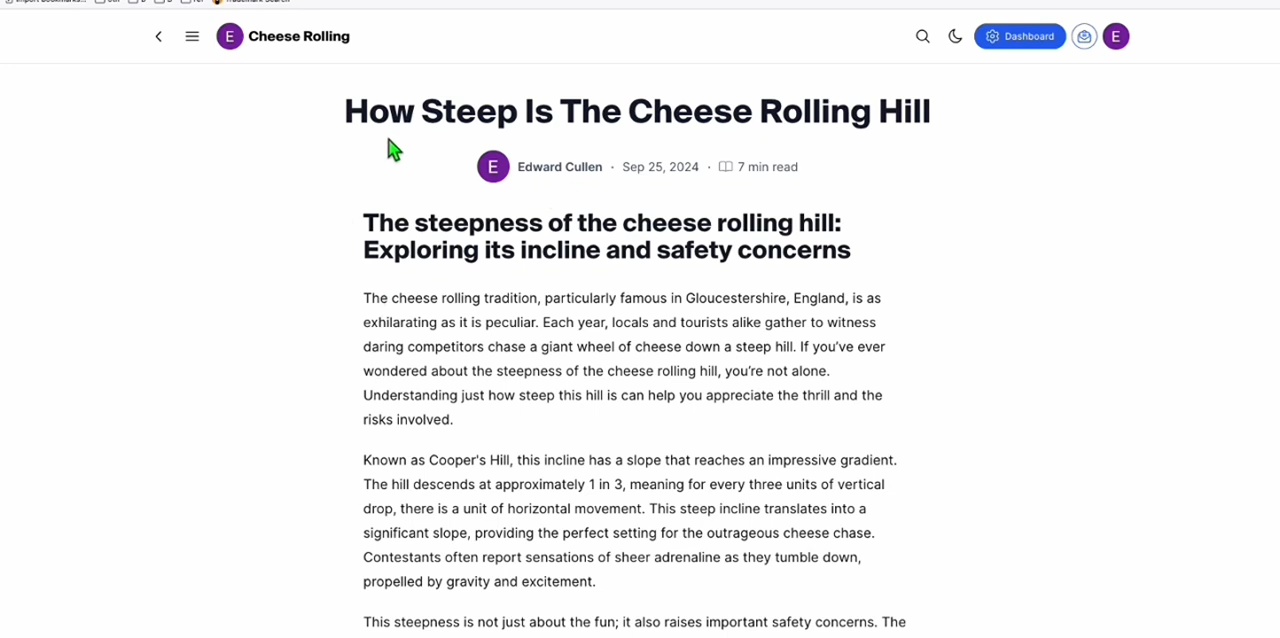 Import Bookmarks...
Trademark Search
E Cheese Rolling
Dashboard
E
How Steep Is The Cheese Rolling Hill
E Edward Cullen · Sep 25, 2024 · 7 min read
The steepness of the cheese rolling hill:
Exploring its incline and safety concerns
The cheese rolling tradition, particularly famous in Gloucestershire, England, is as
exhilarating as it is peculiar. Each year, locals and tourists alike gather to witness
daring competitors chase a giant wheel of cheese down a steep hill. If you've ever
wondered about the steepness of the cheese rolling hill, you're not alone.
Understanding just how steep this hill is can help you appreciate the thrill and the
risks involved.
Known as Cooper's Hill, this incline has a slope that reaches an impressive gradient.
The hill descends at approximately 1 in 3, meaning for every three units of vertical
drop, there is a unit of horizontal movement. This steep incline translates into a
significant slope, providing the perfect setting for the outrageous cheese chase.
Contestants often report sensations of sheer adrenaline as they tumble down,
propelled by gravity and excitement.
This steepness is not just about the fun; it also raises important safety concerns. The